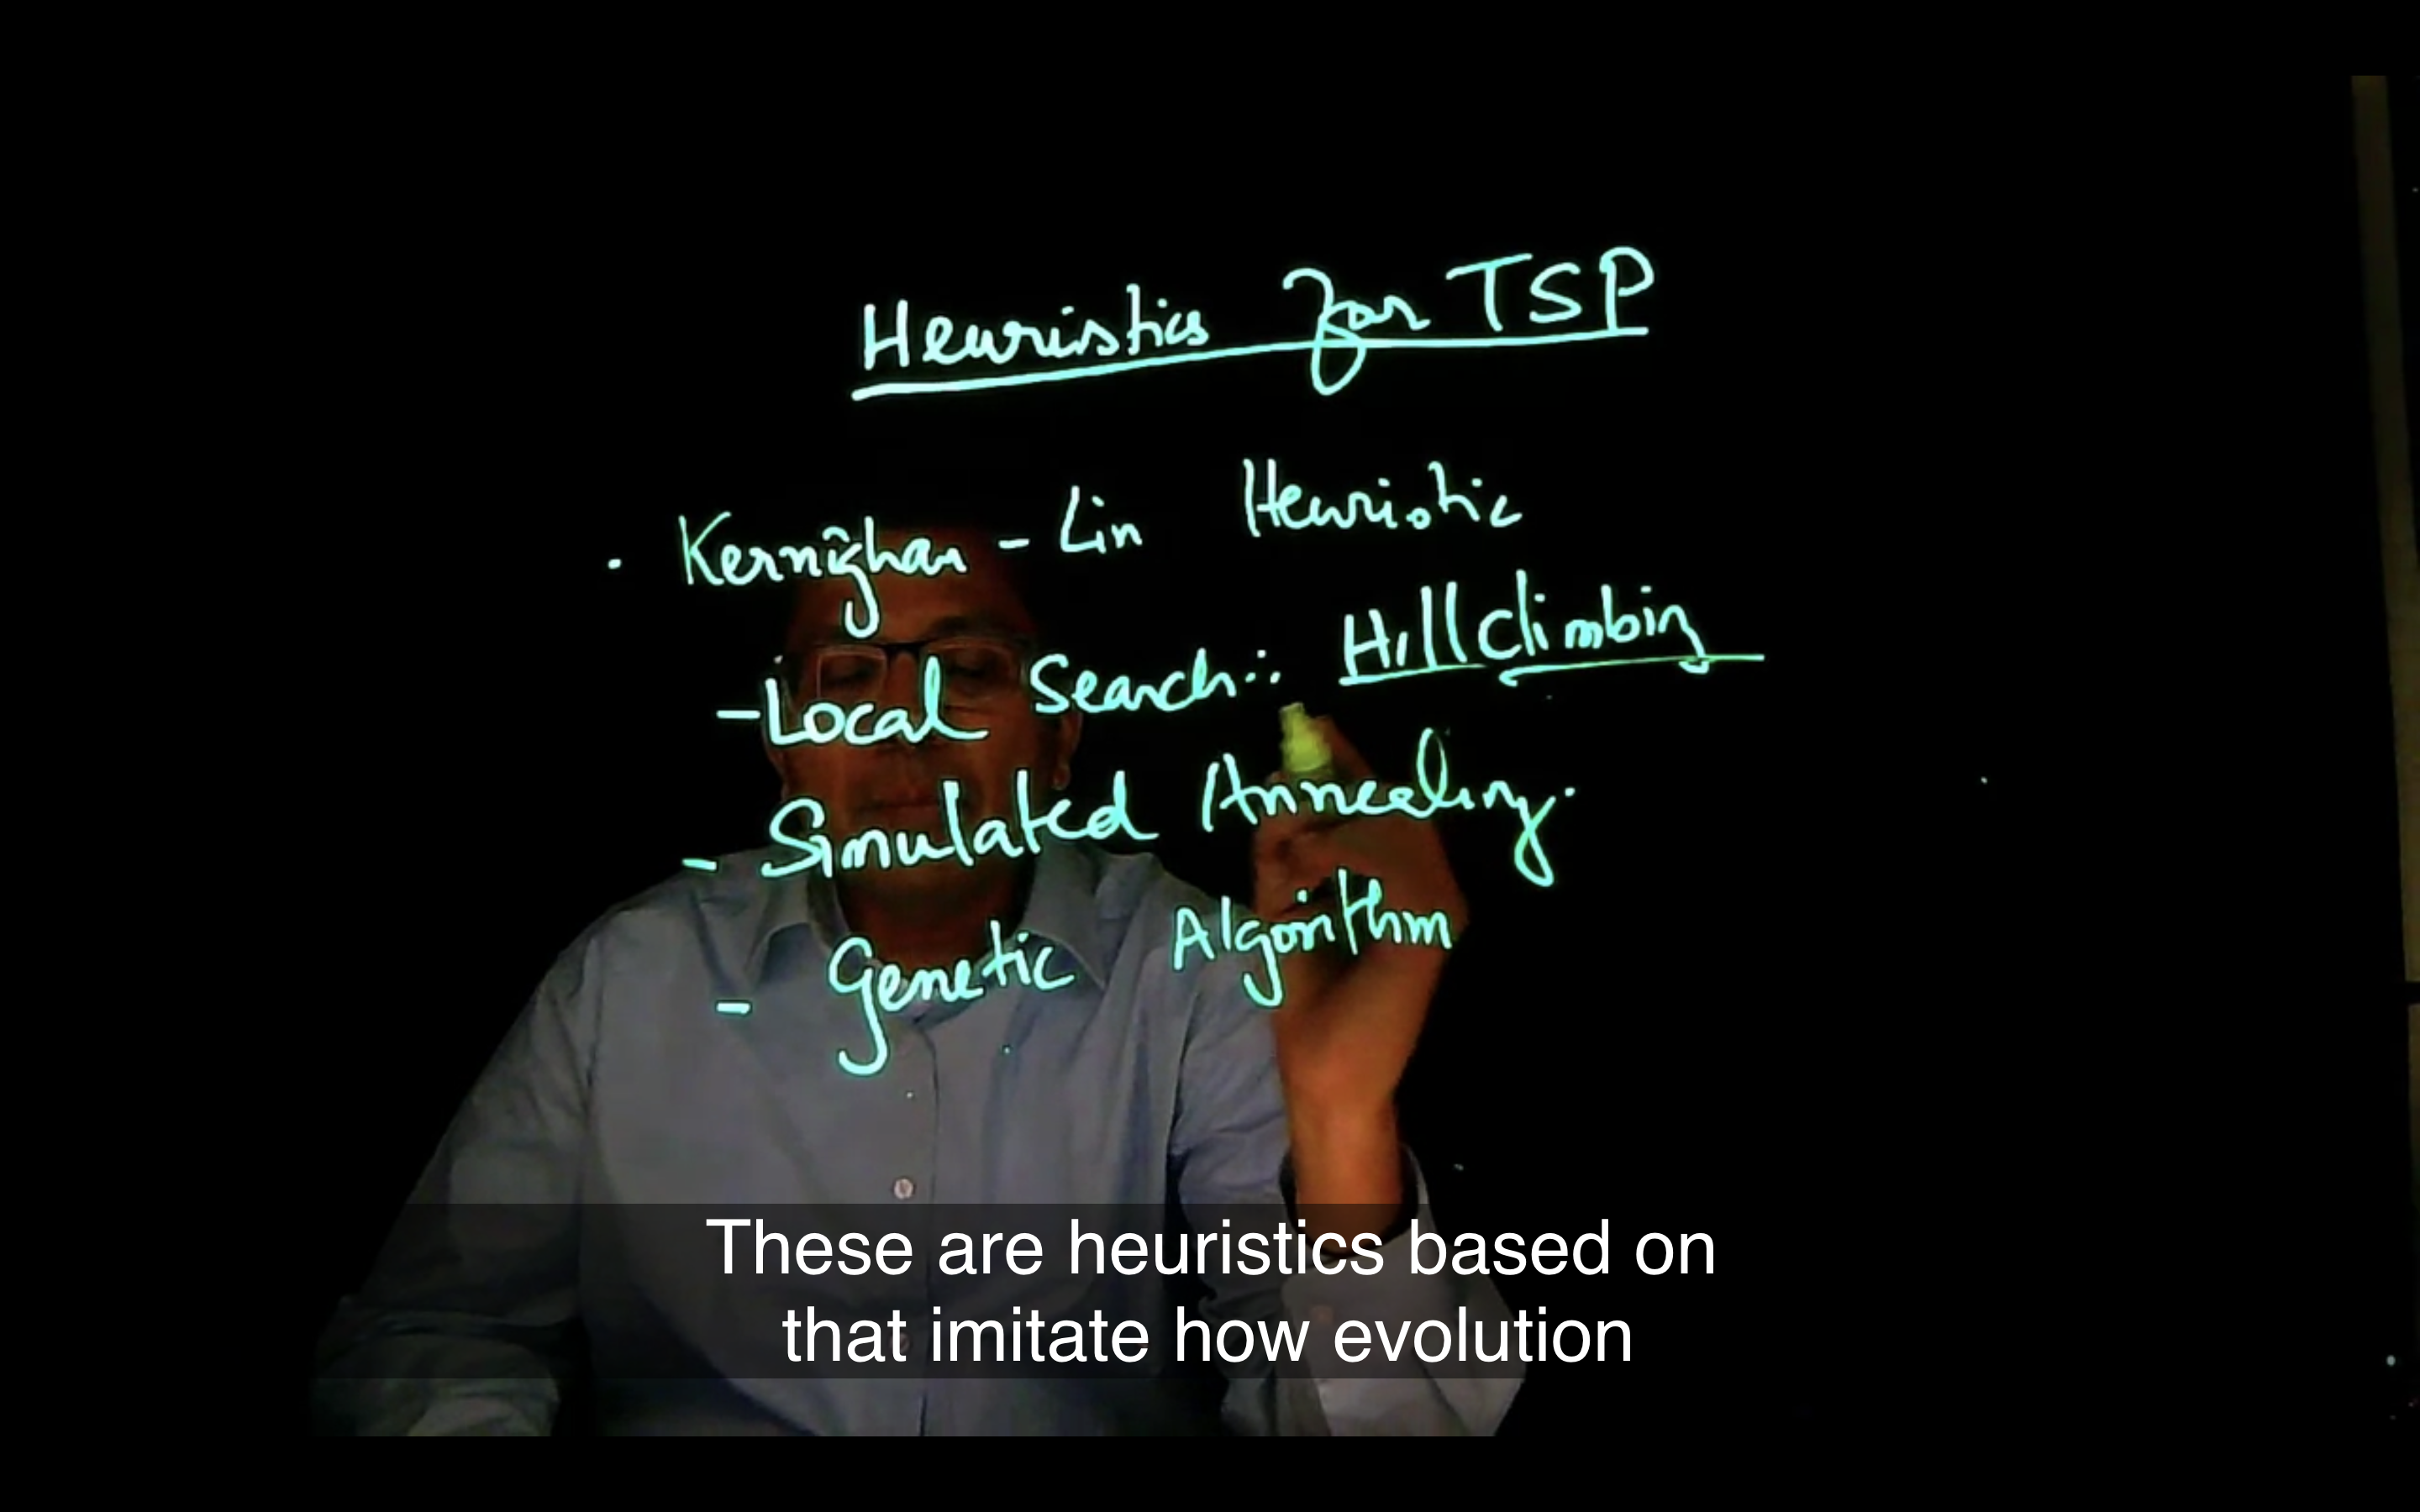 Heuristics for TSP
· Kernighan - Lin Heuristic
- Local Search: Hill climbing
- Simulated Annealing.
- Genetic Algorithm
These are heuristics based on
that imitate how evolution